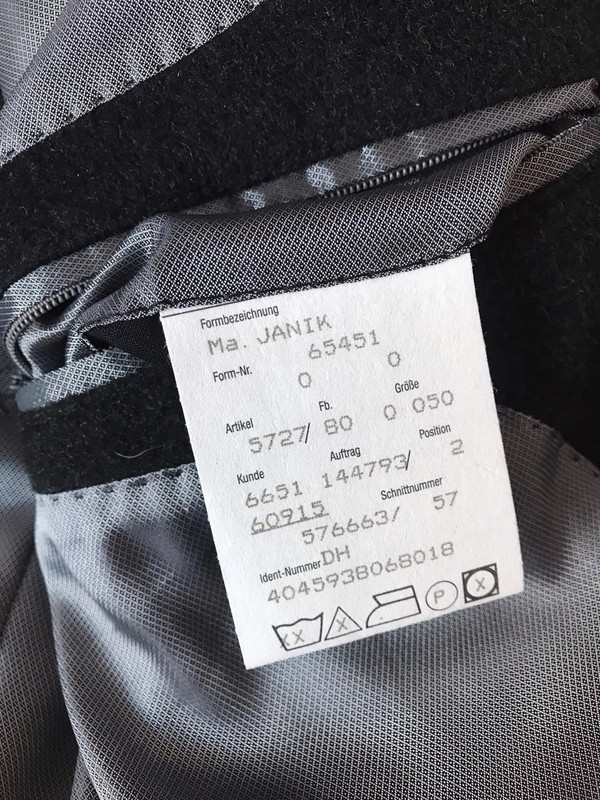 Formbezeichnung
Ma. JANIK
Form-Nr. 65451
0 0
Artikel Fb. Größe
5727/ 80 0 050
Kunde Auftrag Position
6651 144793/ 2
60915 Schnittnummer
576663/ 57
Ident-Nummer DH
4045938068018
XX X P X